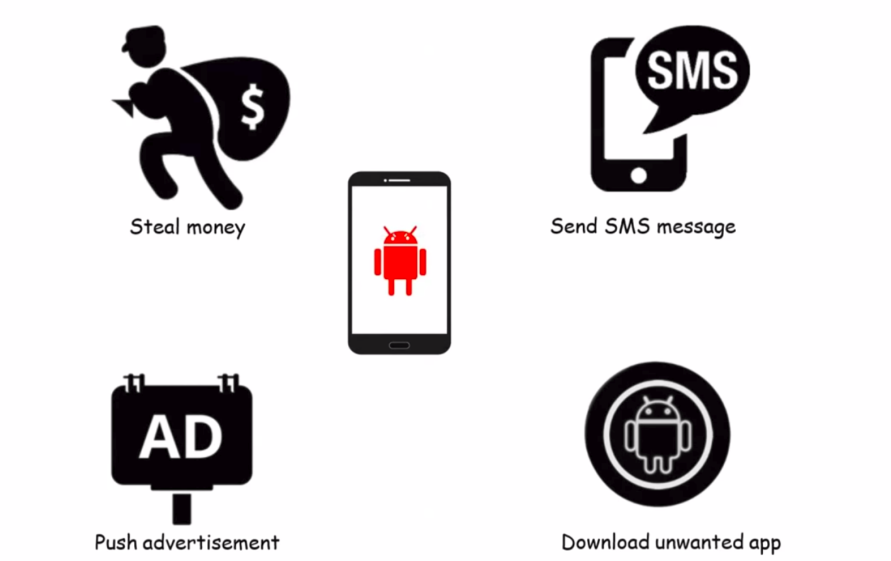 $
SMS
Steal money
Send SMS message
AD
Push advertisement
Download unwanted app